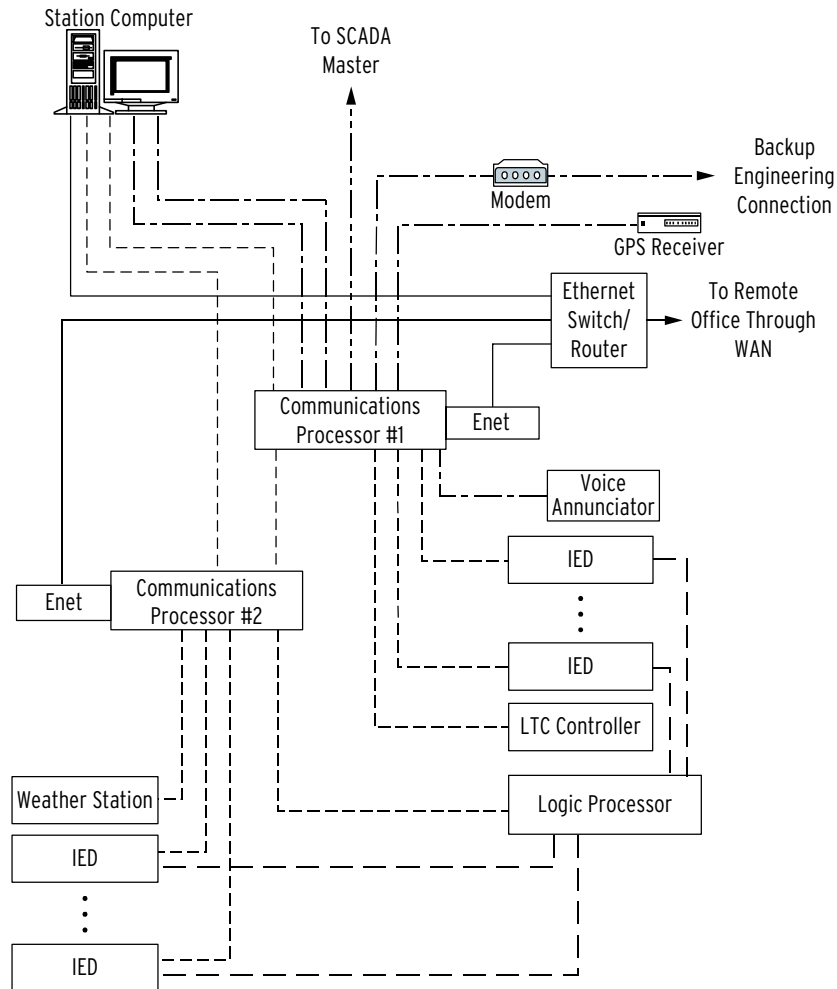 Station Computer
To SCADA
Master
Modem
Backup
Engineering
Connection
GPS Receiver
Ethernet
Switch/
Router
To Remote
Office Through
WAN
Communications
Processor #1
Enet
Voice
Annunciator
IED
IED
LTC Controller
Logic Processor
Enet
Communications
Processor #2
Weather Station
IED
IED